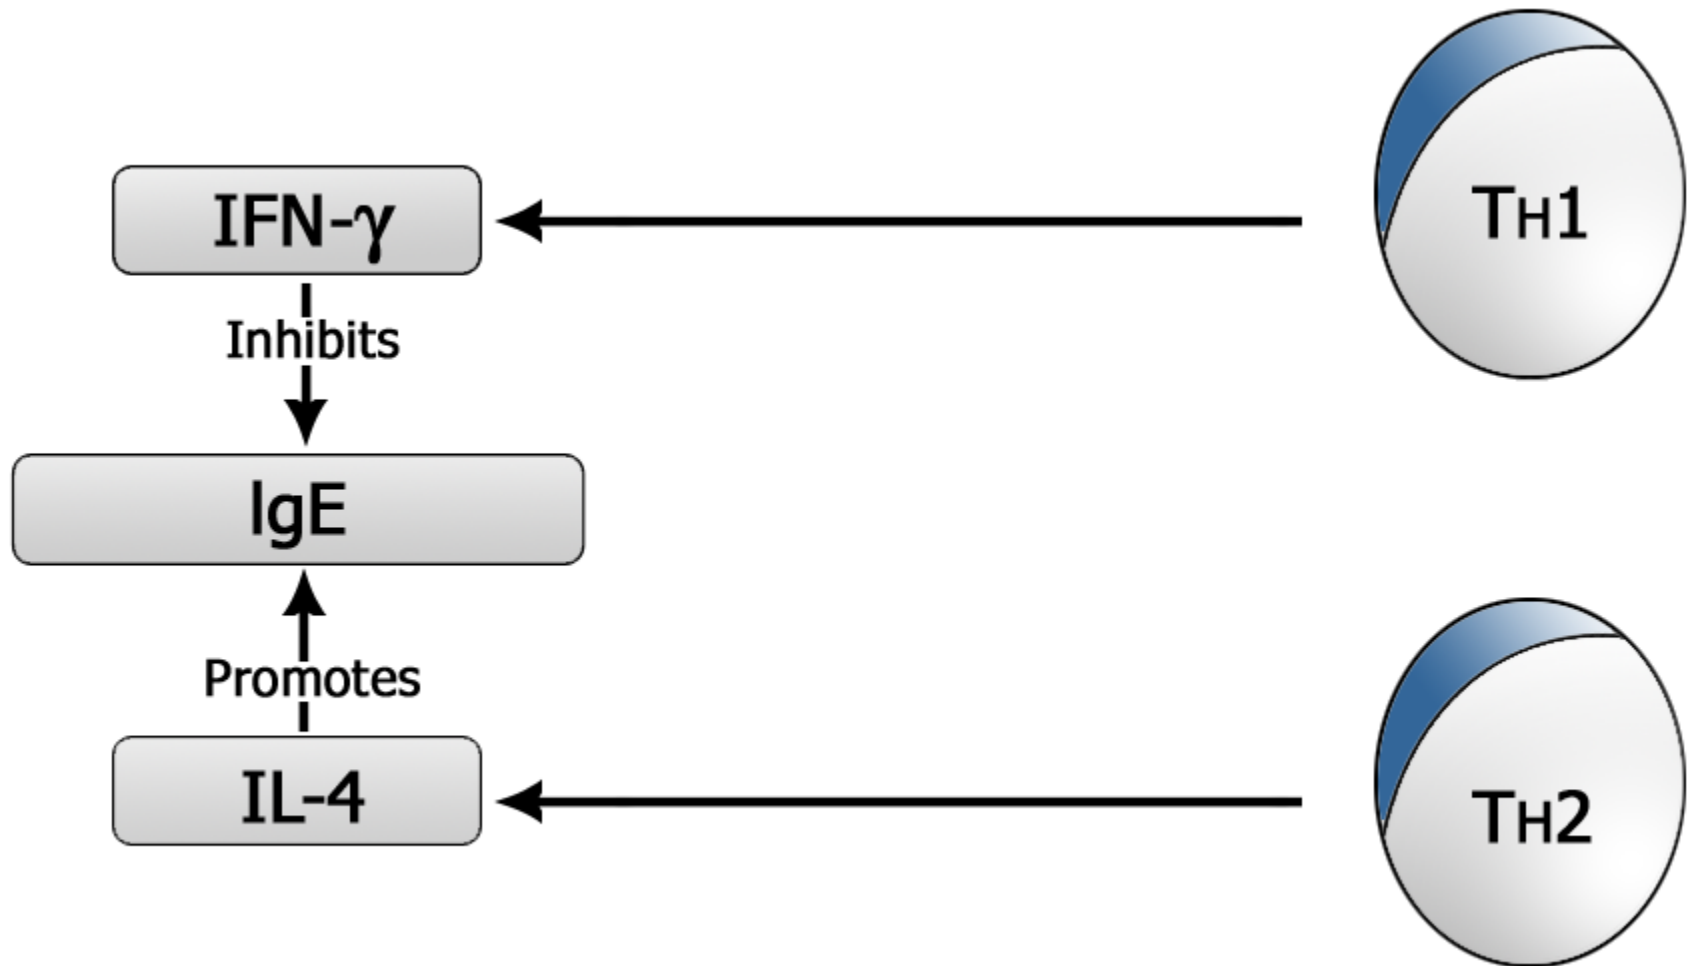 IFN-γ
TH1
Inhibits
IgE
Promotes
IL-4
TH2